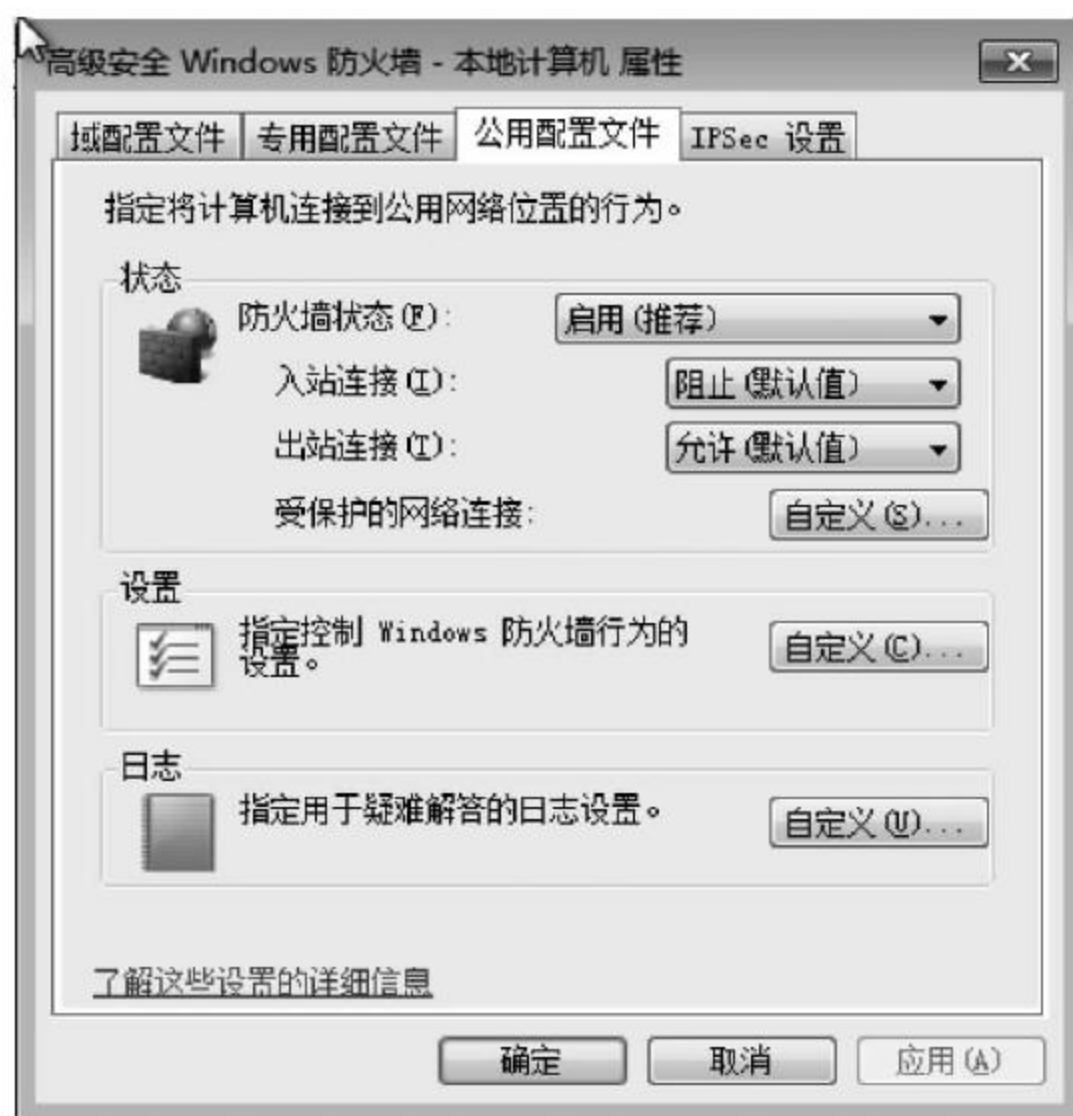 高级安全 Windows 防火墙 - 本地计算机 属性
域配置文件 专用配置文件 公用配置文件 IPSec 设置
指定将计算机连接到公用网络位置的行为。
状态
防火墙状态(F): 启用(推荐)
入站连接(I): 阻止(默认值)
出站连接(T): 允许(默认值)
受保护的网络连接: 自定义(S)...
设置
指定控制 Windows 防火墙行为的
设置。
自定义(C)...
日志
指定用于疑难解答的日志设置。 自定义(U)...
了解这些设置的详细信息
确定 取消 应用(A)